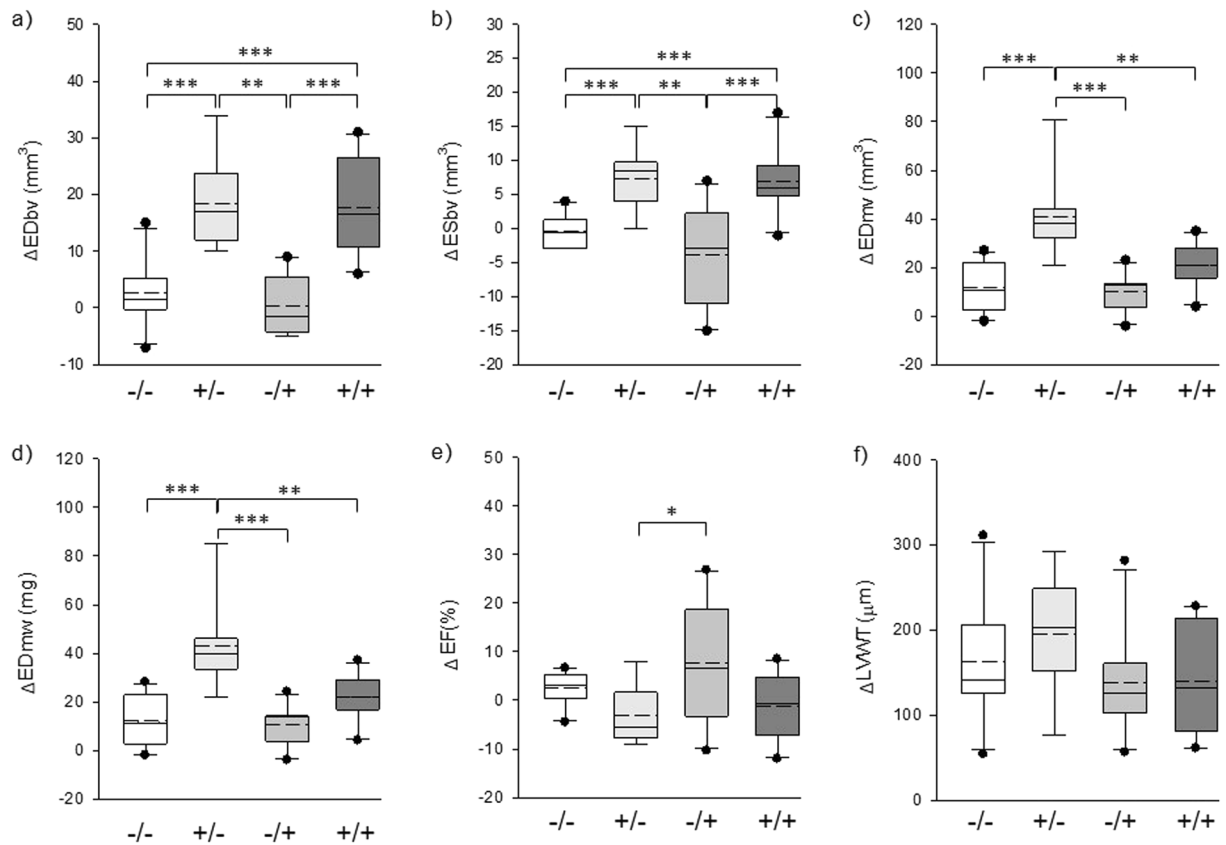 a)
ΔEDbv (mm³)
50
40
30
20
10
0
-10
***
*** ** ***
-/- +/- -/+ +/+
b)
ΔESbv (mm³)
30
25
20
15
10
5
0
-5
-10
-15
-20
***
*** ** ***
-/- +/- -/+ +/+
c)
ΔEDmv (mm³)
120
100
80
60
40
20
0
-20
*** **
***
-/- +/- -/+ +/+
d)
ΔEDmw (mg)
120
100
80
60
40
20
0
-20
*** **
***
-/- +/- -/+ +/+
e)
Δ EF(%)
50
40
30
20
10
0
-10
-20
*
-/- +/- -/+ +/+
f)
ΔLVWT (μm)
400
300
200
100
0
-/- +/- -/+ +/+